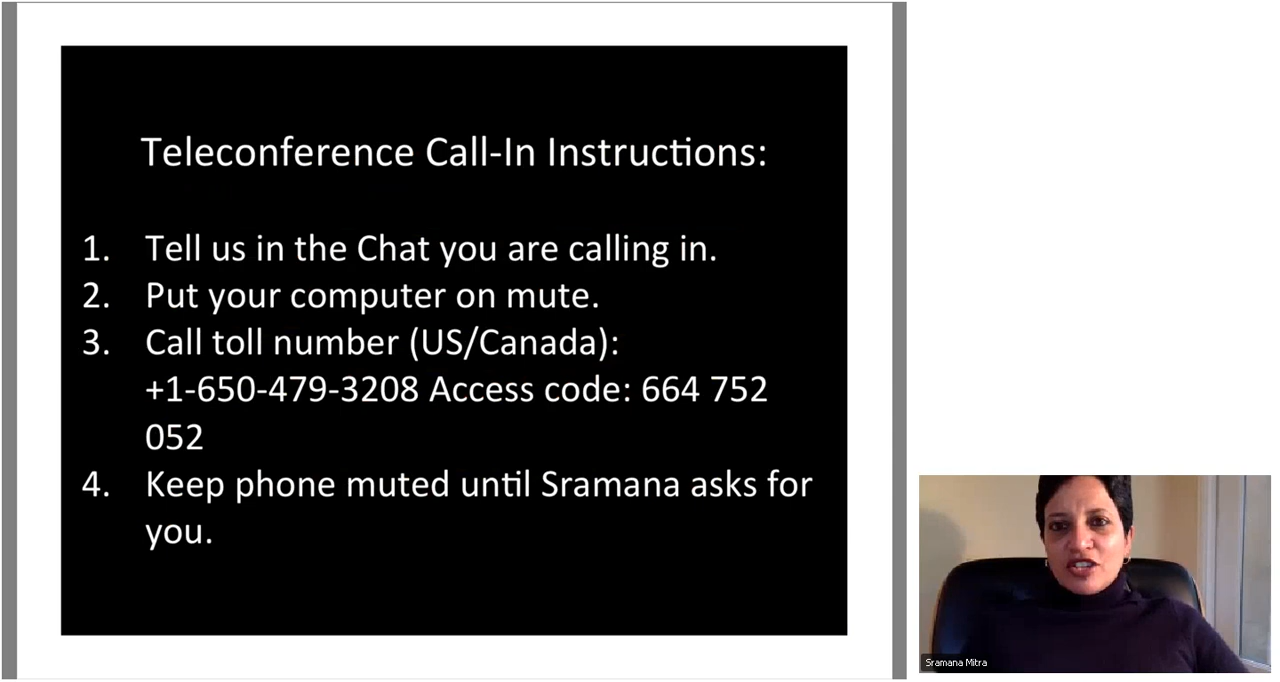 Teleconference Call-In Instructions:
1. Tell us in the Chat you are calling in.
2. Put your computer on mute.
3. Call toll number (US/Canada):
+1-650-479-3208 Access code: 664 752
052
4. Keep phone muted until Sramana asks for
you.
Sramana Mitra